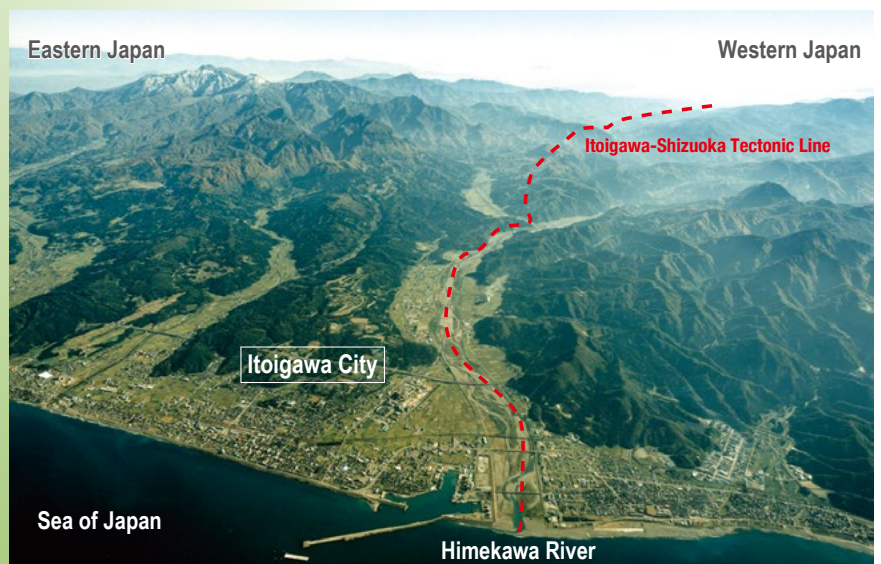 Eastern Japan
Western Japan
Itoigawa-Shizuoka Tectonic Line
Itoigawa City
Sea of Japan
Himekawa River